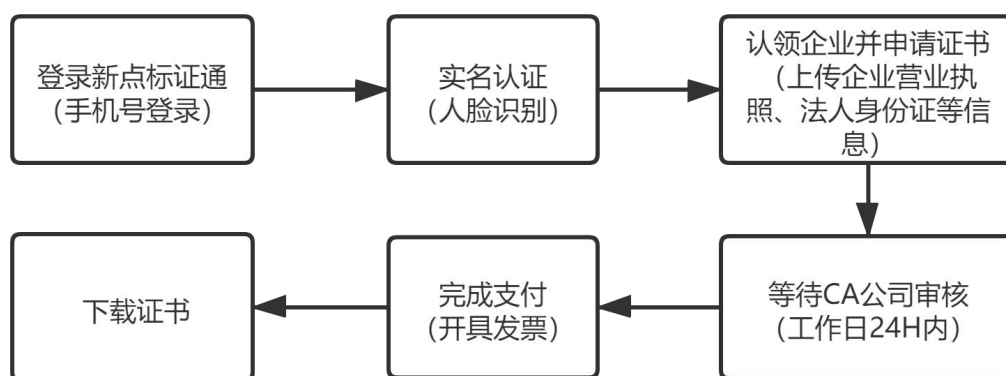 登录新点标证通
（手机号登录）
实名认证
（人脸识别）
认领企业并申请证书
（上传企业营业执
照、法人身份证等信
息）
等待CA公司审核
（工作日24H内）
完成支付
（开具发票）
下载证书